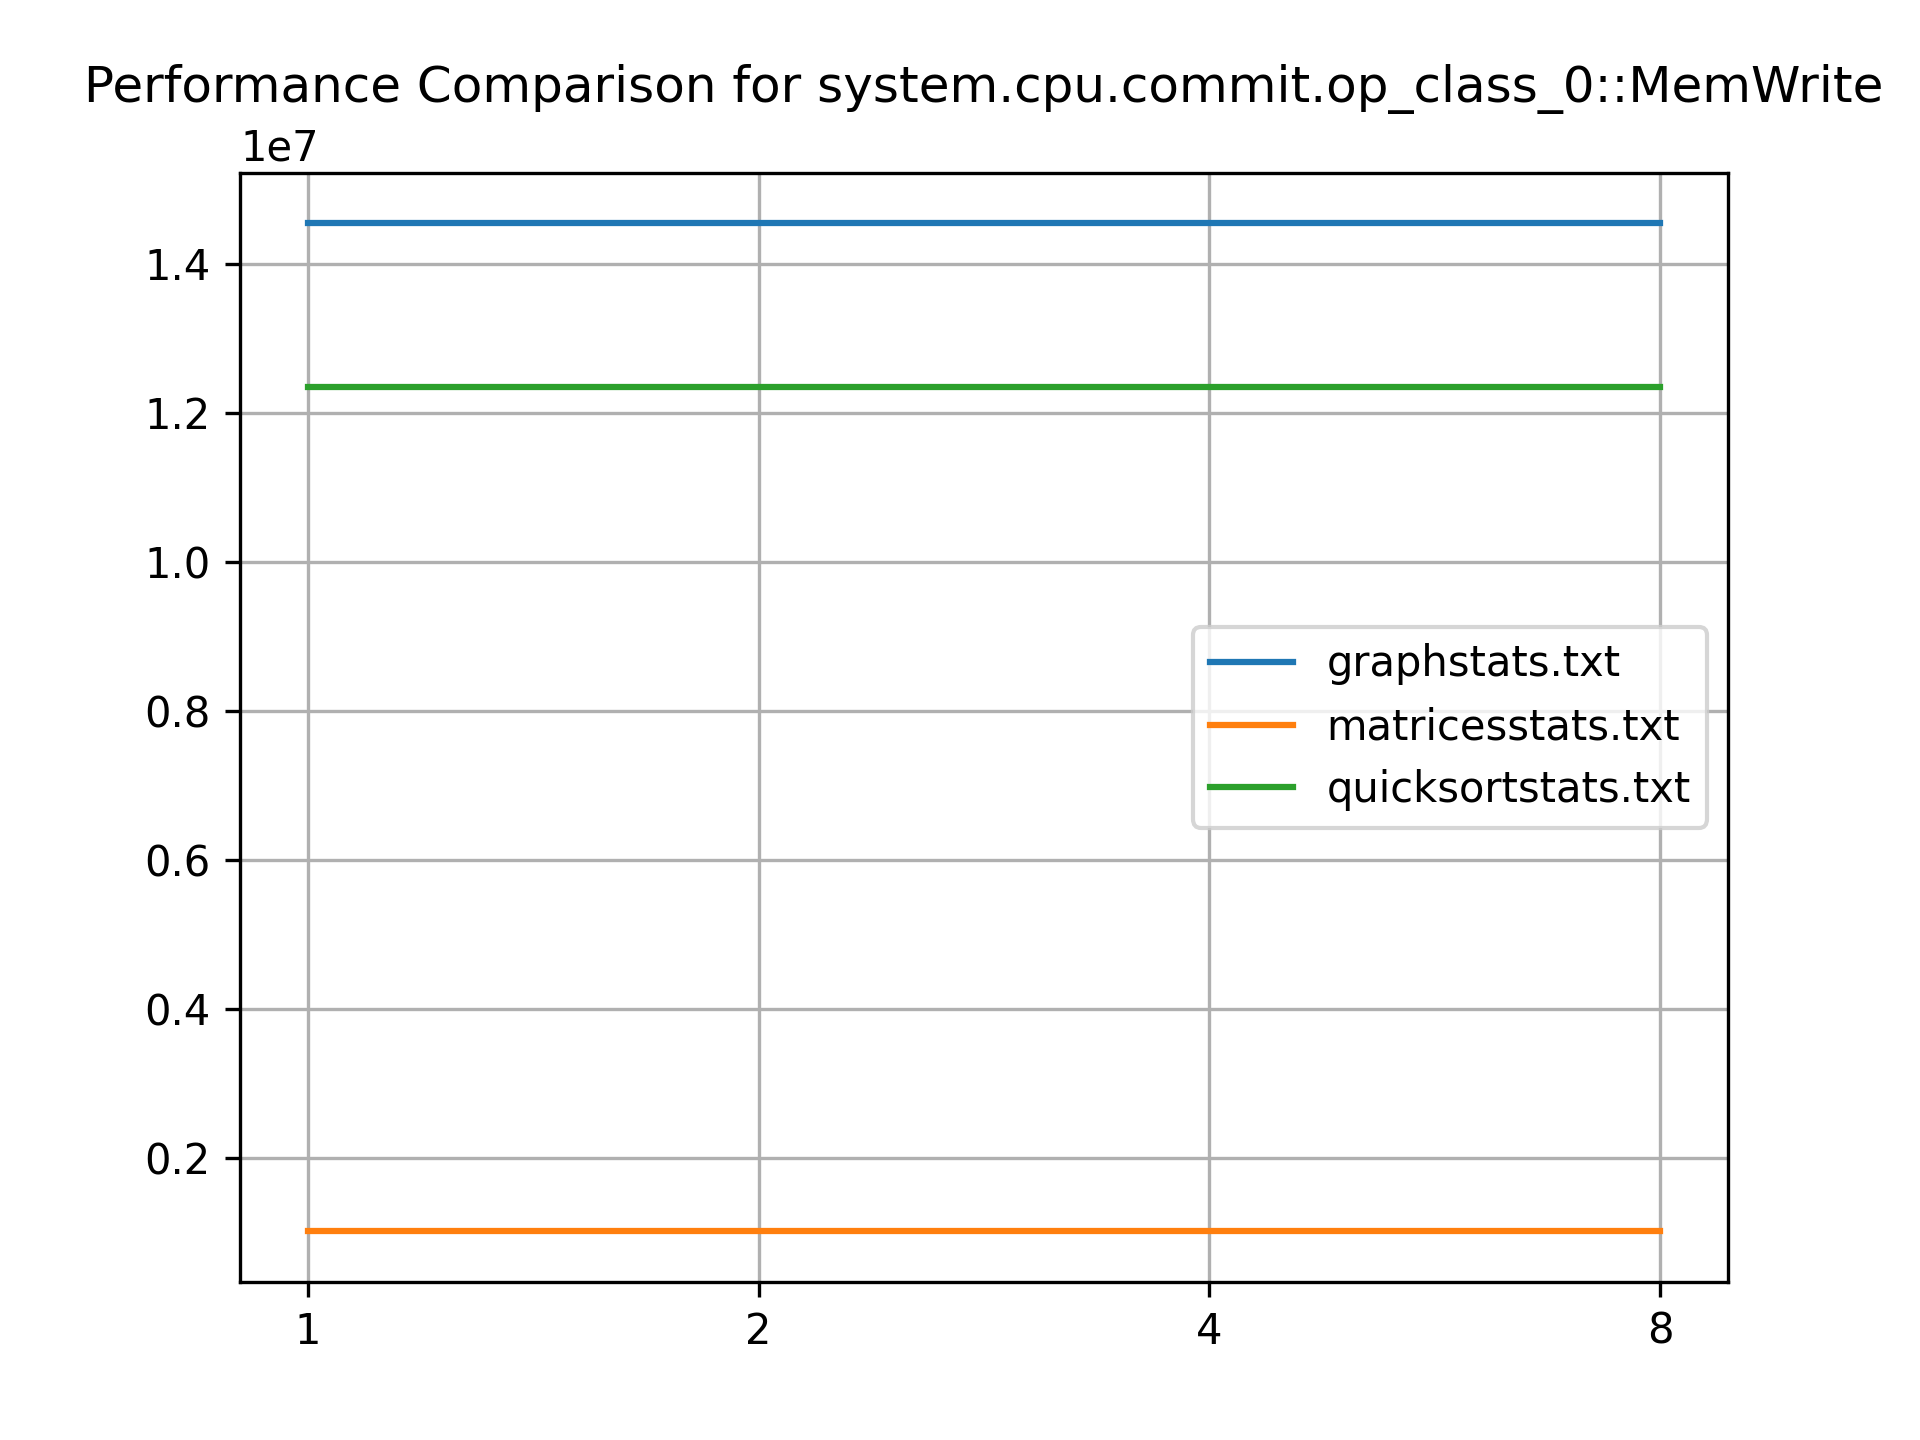 Performance Comparison for system.cpu.commit.op_class_0::MemWrite
1e7
1.4
1.2
1.0
0.8
0.6
0.4
0.2
graphstats.txt
matricesstats.txt
quicksortstats.txt
1 2 4 8